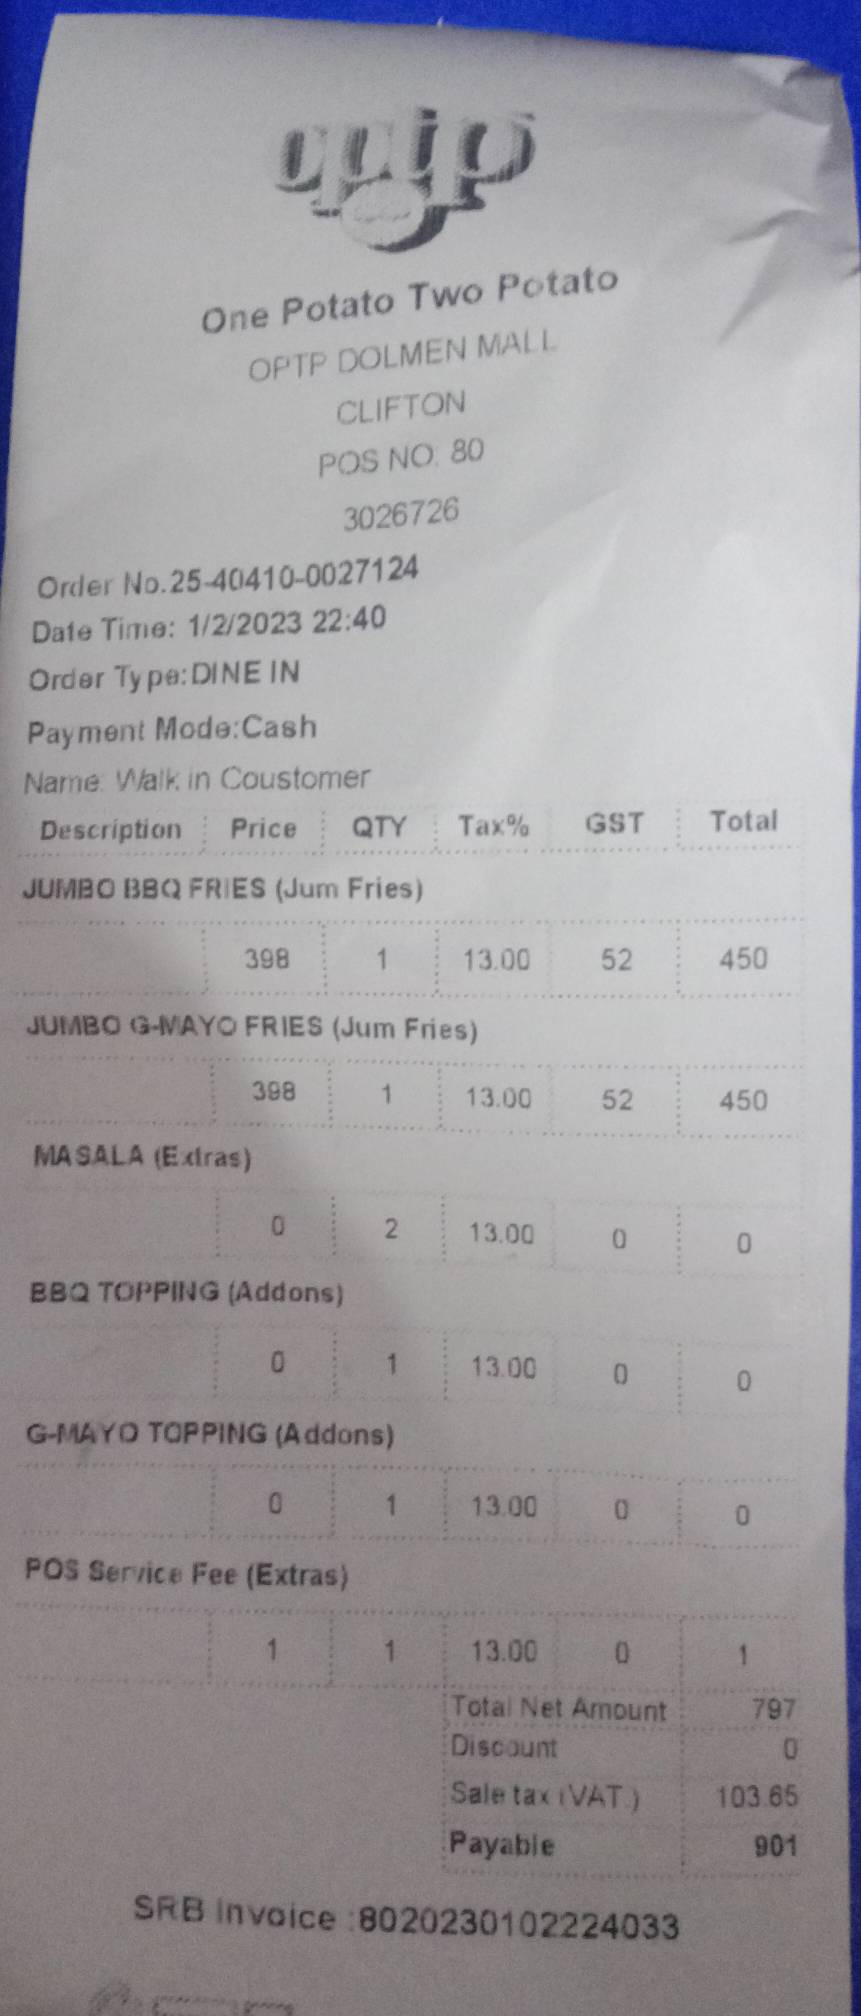 optp
One Potato Two Potato
OPTP DOLMEN MALL
CLIFTON
POS NO: 80
3026726
Order No.25-40410-0027124
Date Time: 1/2/2023 22:40
Order Type:DINE IN
Payment Mode:Cash
Name: Walk in Coustomer
Description Price QTY Tax% GST Total
JUMBO BBQ FRIES (Jum Fries)
398 1 13.00 52 450
JUMBO G-MAYO FRIES (Jum Fries)
398 1 13.00 52 450
MASALA (Extras)
0 2 13.00 0 0
BBQ TOPPING (Addons)
0 1 13.00 0 0
G-MAYO TOPPING (Addons)
0 1 13.00 0 0
POS Service Fee (Extras)
1 1 13.00 0 1
Total Net Amount 797
Discount 0
Sale tax (VAT.) 103.65
Payable 901
SRB Invoice :8020230102224033